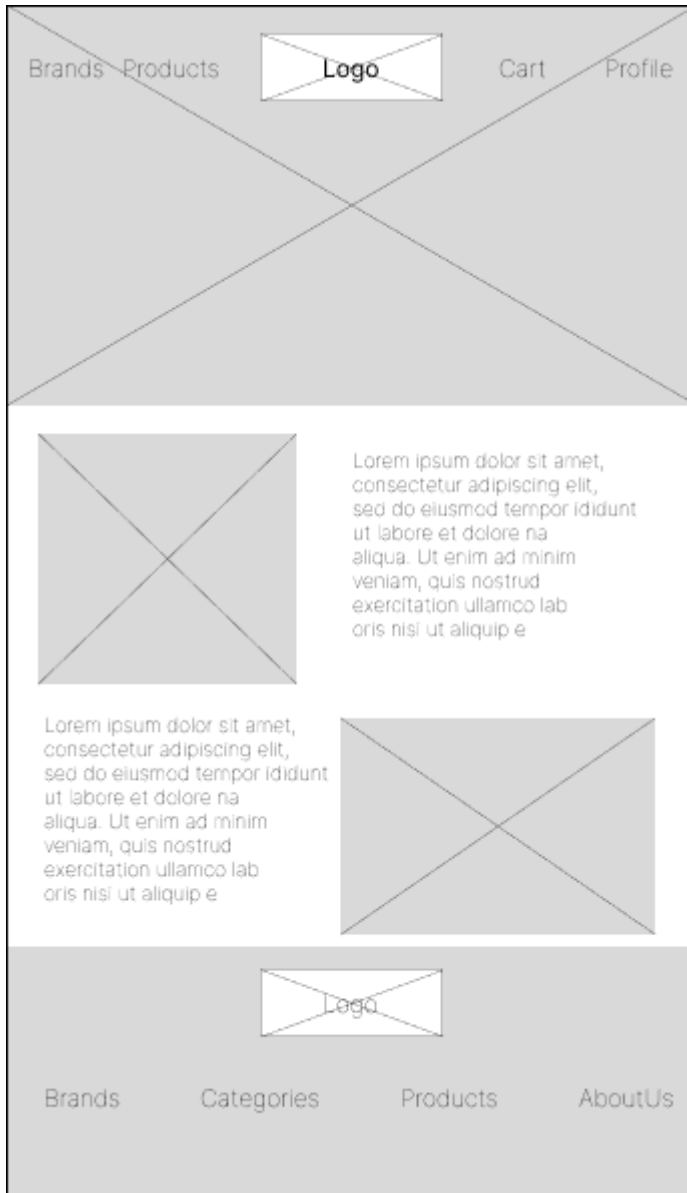 Brands Products Logo Cart Profile
Lorem ipsum dolor sit amet,
consectetur adipiscing elit,
sed do eiusmod tempor ididunt
ut labore et dolore na
aliqua. Ut enim ad minim
veniam, quis nostrud
exercitation ullamco lab
oris nisi ut aliquip e
Lorem ipsum dolor sit amet,
consectetur adipiscing elit,
sed do eiusmod tempor ididunt
ut labore et dolore na
aliqua. Ut enim ad minim
veniam, quis nostrud
exercitation ullamco lab
oris nisi ut aliquip e
Logo
Brands Categories Products AboutUs